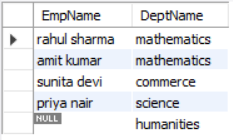 EmpName DeptName
rahul sharma mathematics
amit kumar mathematics
sunita devi commerce
priya nair science
NULL humanities